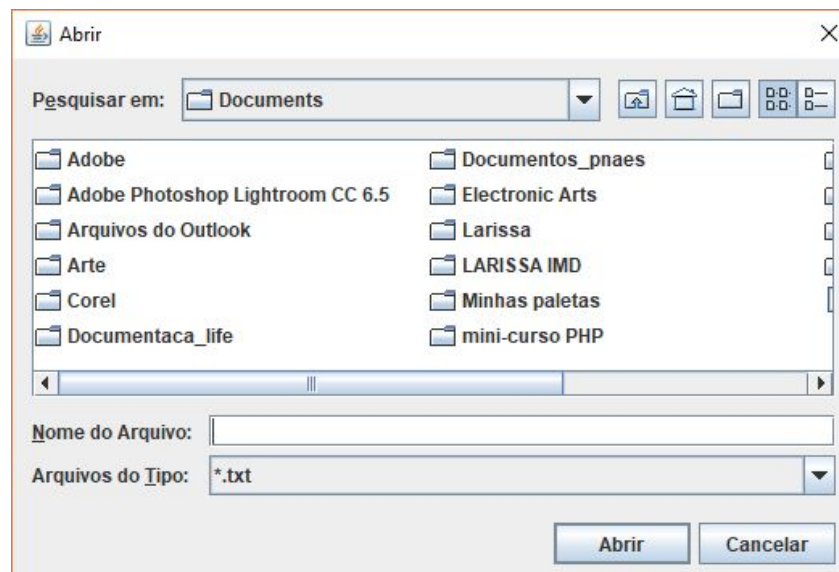 Abrir
Pesquisar em: Documents
Adobe
Adobe Photoshop Lightroom CC 6.5
Arquivos do Outlook
Arte
Corel
Documentaca_life
Documentos_pnaes
Electronic Arts
Larissa
LARISSA IMD
Minhas paletas
mini-curso PHP
Nome do Arquivo:
Arquivos do Tipo: *.txt
Abrir Cancelar